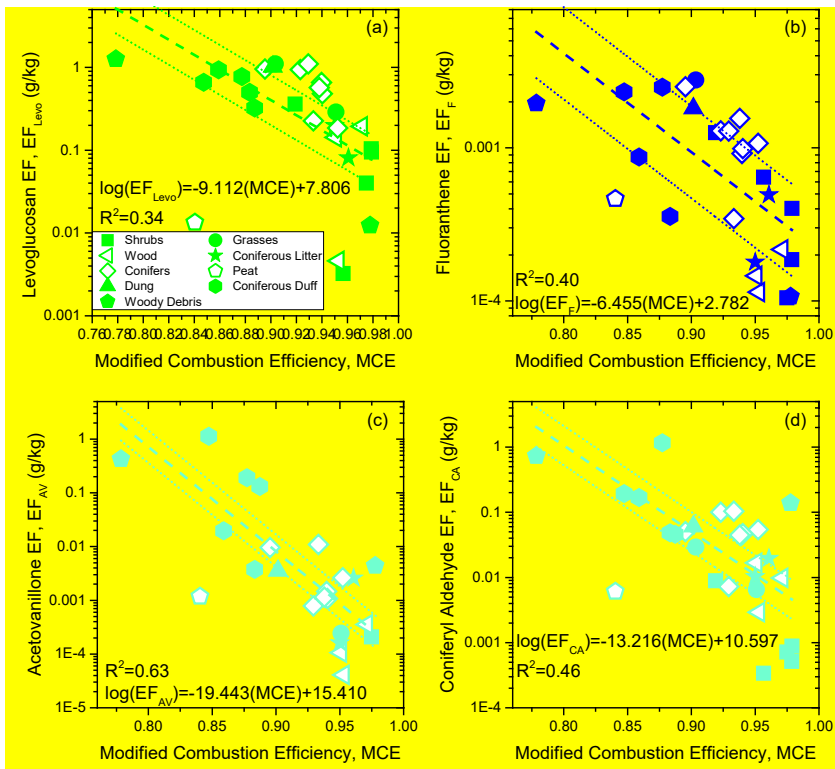 (a)
Levoglucosan EF, EF_Levo (g/kg)
1
0.1
0.01
0.001
log(EF_Levo)=-9.112(MCE)+7.806
R²=0.34
Shrubs
Wood
Conifers
Dung
Woody Debris
Grasses
Coniferous Litter
Peat
Coniferous Duff
0.76 0.78 0.80 0.82 0.84 0.86 0.88 0.90 0.92 0.94 0.96 0.98 1.00
Modified Combustion Efficiency, MCE
(b)
Fluoranthene EF, EF_F (g/kg)
0.001
1E-4
R²=0.40
log(EF_F)=-6.455(MCE)+2.782
0.80 0.85 0.90 0.95 1.00
Modified Combustion Efficiency, MCE
(c)
Acetovanillone EF, EF_AV (g/kg)
1
0.1
0.01
0.001
1E-4
1E-5
R²=0.63
log(EF_AV)=-19.443(MCE)+15.410
0.80 0.85 0.90 0.95 1.00
Modified Combustion Efficiency, MCE
(d)
Coniferyl Aldehyde EF, EF_CA (g/kg)
1
0.1
0.01
0.001
1E-4
log(EF_CA)=-13.216(MCE)+10.597
R²=0.46
0.80 0.85 0.90 0.95 1.00
Modified Combustion Efficiency, MCE